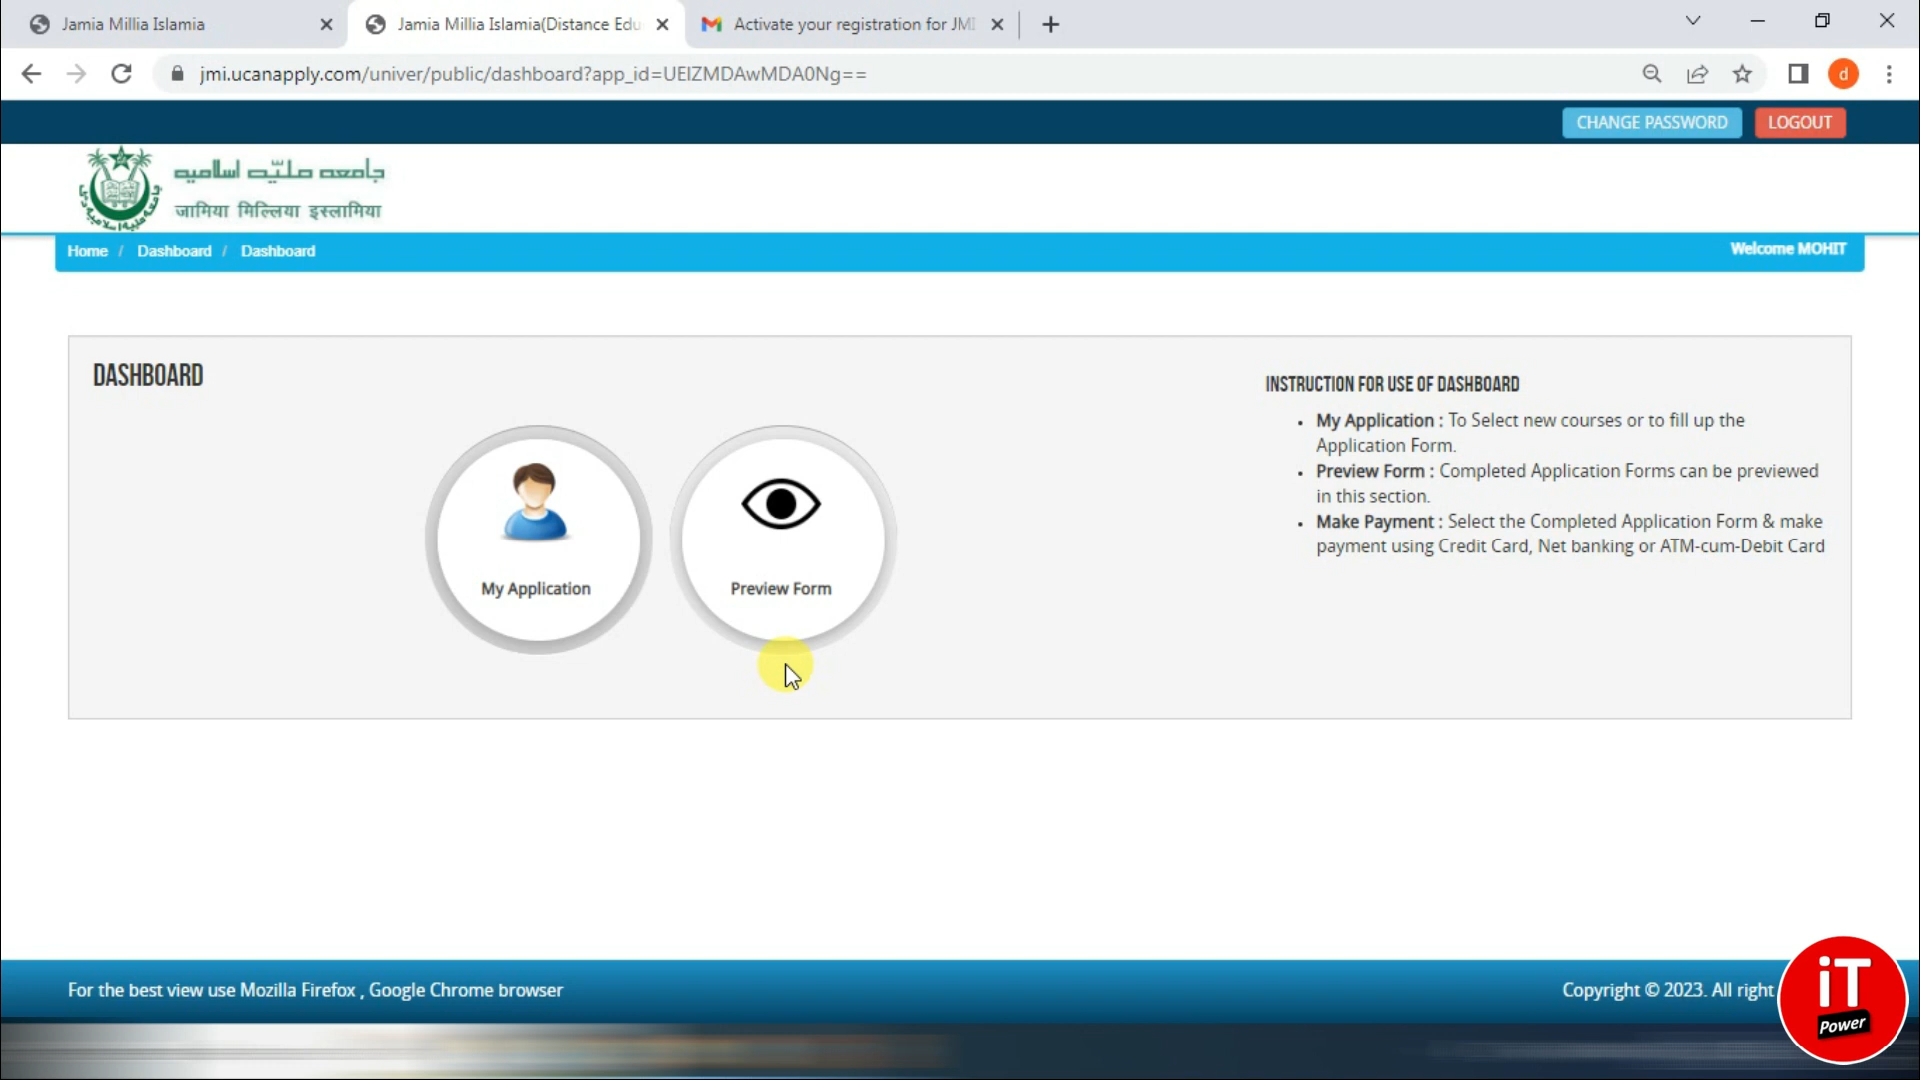 Jamia Millia Islamia
Jamia Millia Islamia(Distance Edu
Activate your registration for JMI
jmi.ucanapply.com/univer/public/dashboard?app_id=UElZMDAwMDA0Ng==
d
CHANGE PASSWORD
LOGOUT
جامعہ ملیّہ اسلامیہ
जामिया मिल्लिया इस्लामिया
Home / Dashboard / Dashboard
Welcome MOHIT
DASHBOARD
My Application
Preview Form
INSTRUCTION FOR USE OF DASHBOARD
• My Application : To Select new courses or to fill up the
Application Form.
• Preview Form : Completed Application Forms can be previewed
in this section.
• Make Payment : Select the Completed Application Form & make
payment using Credit Card, Net banking or ATM-cum-Debit Card
For the best view use Mozilla Firefox , Google Chrome browser
Copyright © 2023. All right
iT
Power